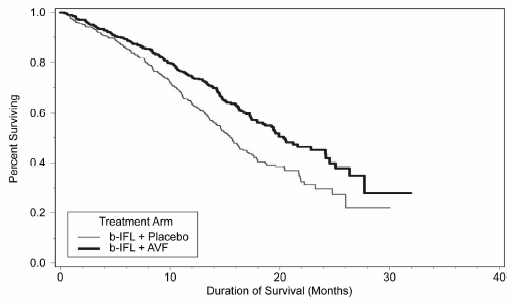 1.0
0.8
0.6
0.4
0.2
0.0
Percent Surviving
Treatment Arm
b-IFL + Placebo
b-IFL + AVF
0 10 20 30 40
Duration of Survival (Months)